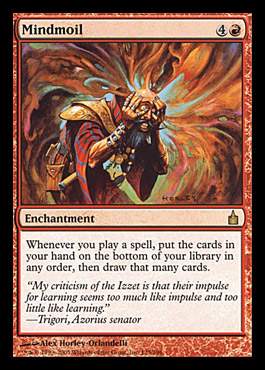 Mindmoil 4
HORLEY
Enchantment
Whenever you play a spell, put the cards in
your hand on the bottom of your library in
any order, then draw that many cards.
“My criticism of the Izzet is that their impulse
for learning seems too much like impulse and too
little like learning.”
—Trigori, Azorius senator
Alex Horley-Orlandelli